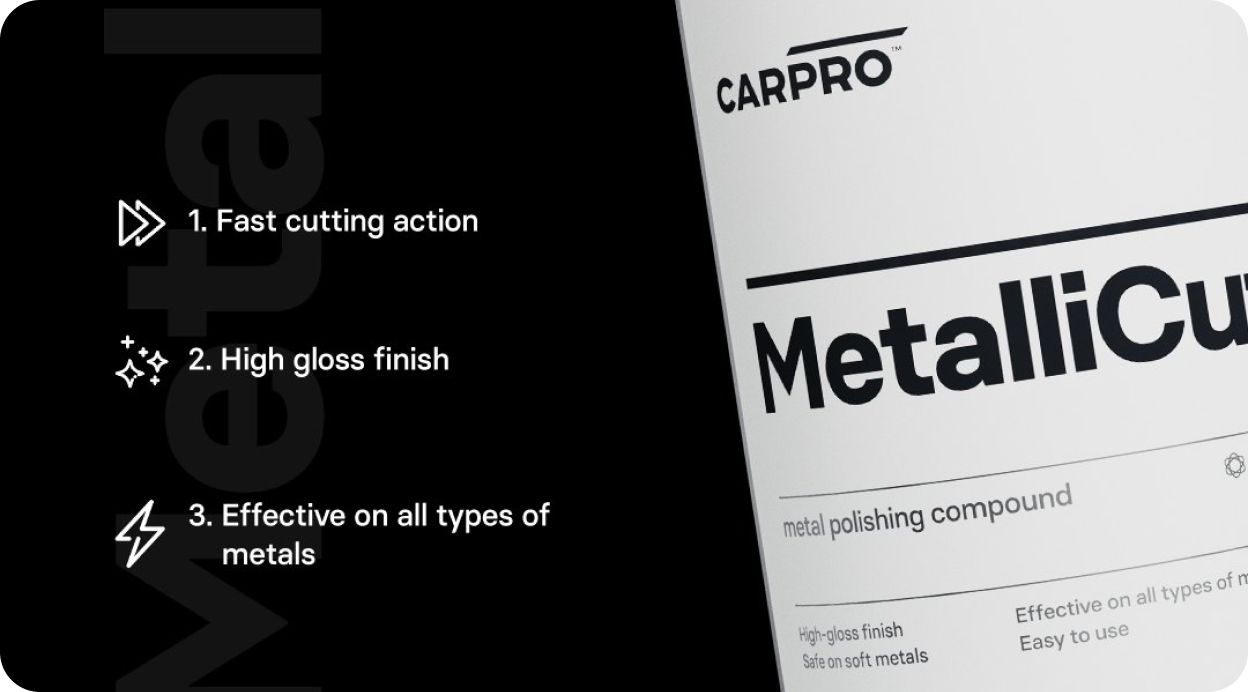 Metal
1. Fast cutting action
2. High gloss finish
3. Effective on all types of
metals
CARPRO™
MetalliCu
metal polishing compound
High-gloss finish
Safe on soft metals
Effective on all types of m
Easy to use